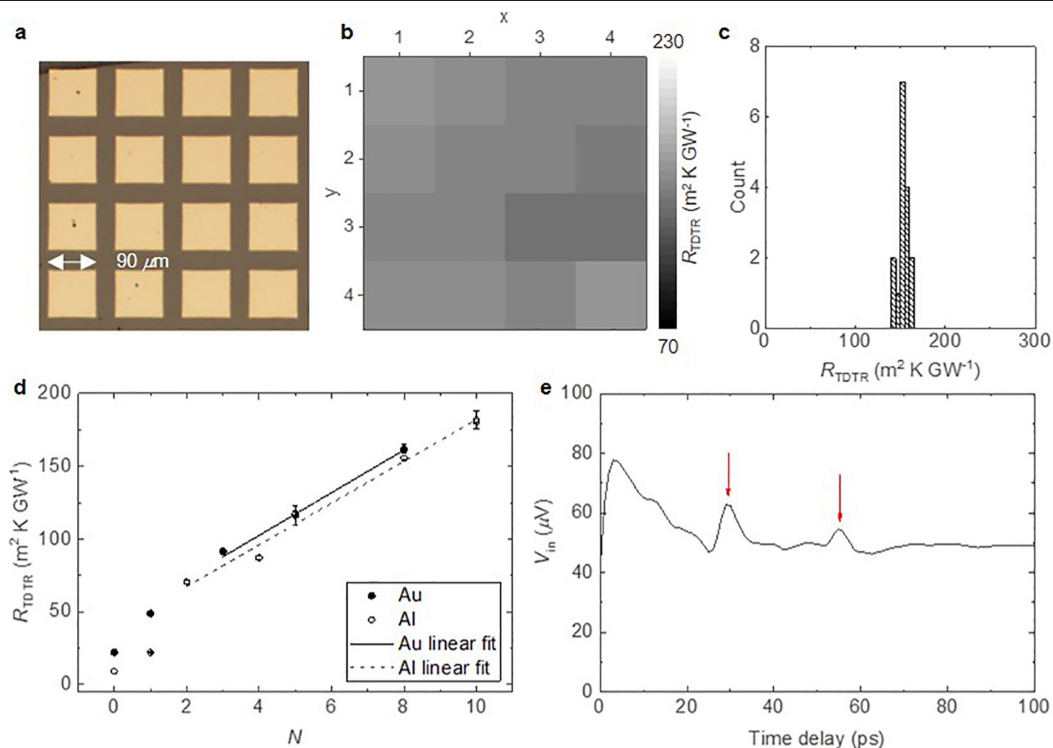 a
90 μm
b
x
1 2 3 4
y
1
2
3
4
230
R_TDTR (m² K GW⁻¹)
70
c
Count
8
6
4
2
0
0 100 200 300
R_TDTR (m² K GW⁻¹)
d
R_TDTR (m² K GW⁻¹)
200
150
100
50
0
0 2 4 6 8 10
N
Au
Al
Au linear fit
Al linear fit
e
V_in (μV)
100
80
60
40
20
0
0 20 40 60 80 100
Time delay (ps)